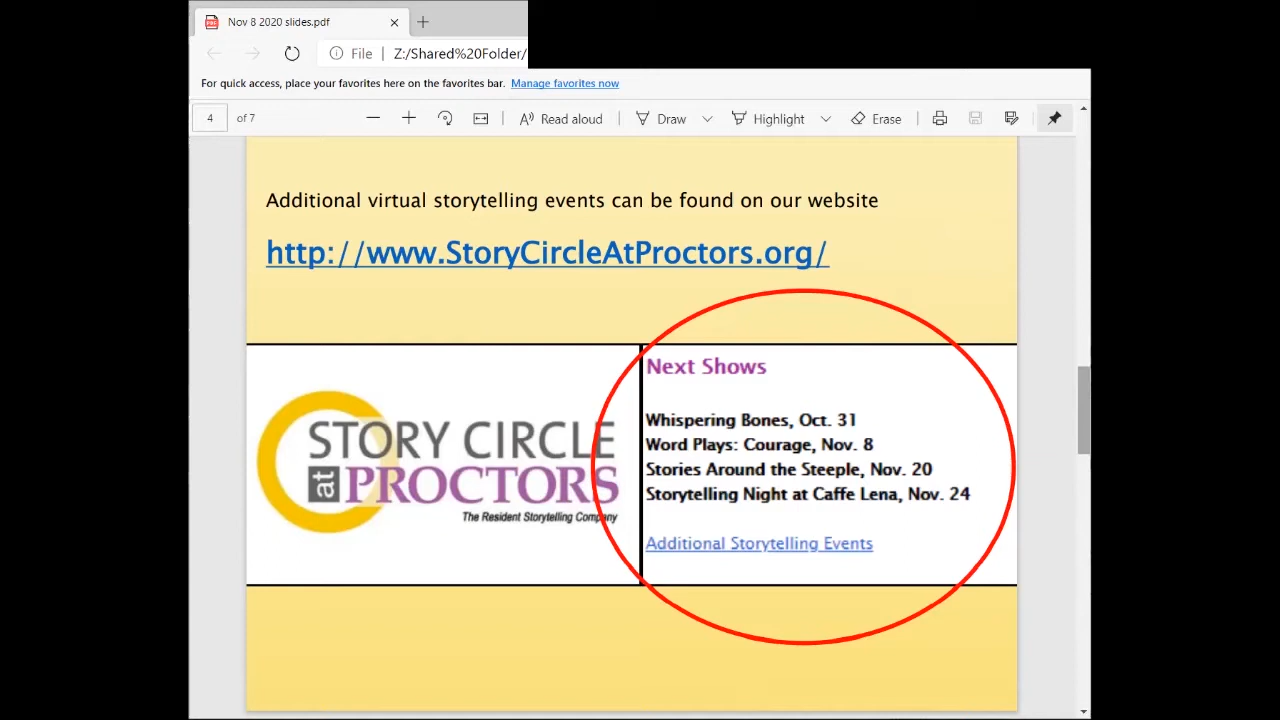 Nov 8 2020 slides.pdf
File | Z:/Shared%20Folder/
For quick access, place your favorites here on the favorites bar. Manage favorites now
4 of 7 Read aloud Draw Highlight Erase
Additional virtual storytelling events can be found on our website
http://www.StoryCircleAtProctors.org/
STORY CIRCLE
at PROCTORS
The Resident Storytelling Company
Next Shows
Whispering Bones, Oct. 31
Word Plays: Courage, Nov. 8
Stories Around the Steeple, Nov. 20
Storytelling Night at Caffe Lena, Nov. 24
Additional Storytelling Events